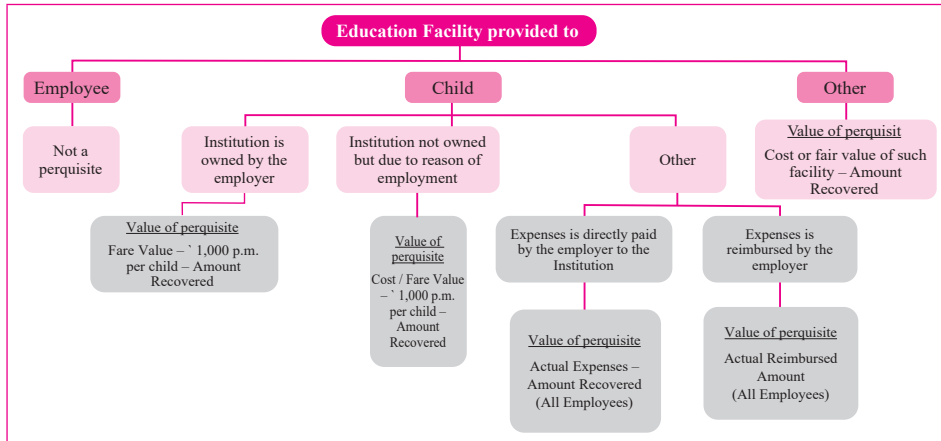 Education Facility provided to
Employee
Child
Other
Not a
perquisite
Institution is
owned by the
employer
Institution not owned
but due to reason of
employment
Other
Value of perquisit
Cost or fair value of such
facility – Amount
Recovered
Value of perquisite
Fare Value – ` 1,000 p.m.
per child – Amount
Recovered
Value of
perquisite
Cost / Fare Value
– ` 1,000 p.m.
per child –
Amount
Recovered
Expenses is directly paid
by the employer to the
Institution
Expenses is
reimbursed by the
employer
Value of perquisite
Actual Expenses –
Amount Recovered
(All Employees)
Value of perquisite
Actual Reimbursed
Amount
(All Employees)